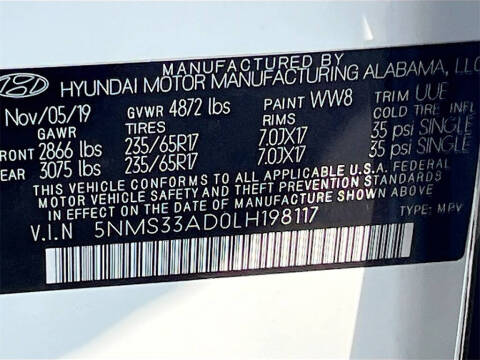 MANUFACTURED BY
HYUNDAI MOTOR MANUFACTURING ALABAMA, LLC
Nov/05/19 GVWR 4872 lbs PAINT WW8 TRIM UUE
GAWR TIRES RIMS COLD TIRE INFL
FRONT 2866 lbs 235/65R17 7.0JX17 35 psi SINGLE
REAR 3075 lbs 235/65R17 7.0JX17 35 psi SINGLE
THIS VEHICLE CONFORMS TO ALL APPLICABLE U.S.A. FEDERAL
MOTOR VEHICLE SAFETY AND THEFT PREVENTION STANDARDS
IN EFFECT ON THE DATE OF MANUFACTURE SHOWN ABOVE.
V.I.N 5NMS33AD0LH198117 TYPE: MPV